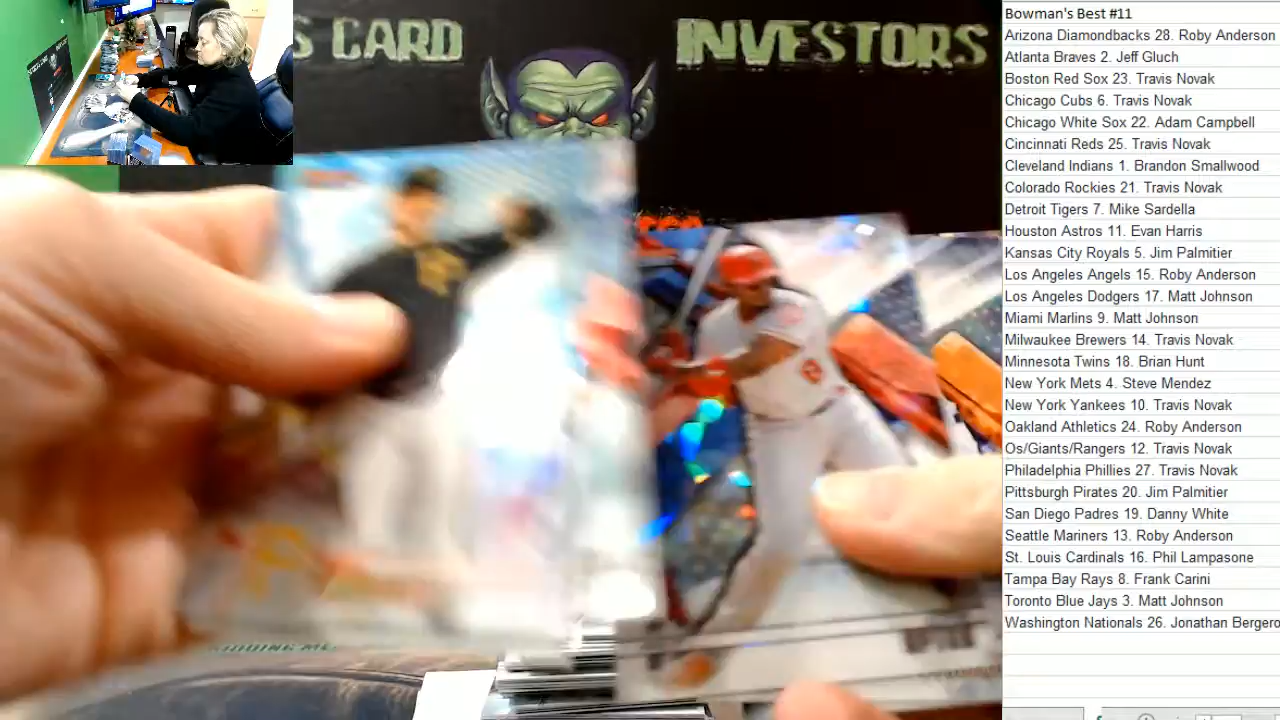 S CARD INVESTORS
Bowman's Best #11
Arizona Diamondbacks 28. Roby Anderson
Atlanta Braves 2. Jeff Gluch
Boston Red Sox 23. Travis Novak
Chicago Cubs 6. Travis Novak
Chicago White Sox 22. Adam Campbell
Cincinnati Reds 25. Travis Novak
Cleveland Indians 1. Brandon Smallwood
Colorado Rockies 21. Travis Novak
Detroit Tigers 7. Mike Sardella
Houston Astros 11. Evan Harris
Kansas City Royals 5. Jim Palmitier
Los Angeles Angels 15. Roby Anderson
Los Angeles Dodgers 17. Matt Johnson
Miami Marlins 9. Matt Johnson
Milwaukee Brewers 14. Travis Novak
Minnesota Twins 18. Brian Hunt
New York Mets 4. Steve Mendez
New York Yankees 10. Travis Novak
Oakland Athletics 24. Roby Anderson
Os/Giants/Rangers 12. Travis Novak
Philadelphia Phillies 27. Travis Novak
Pittsburgh Pirates 20. Jim Palmitier
San Diego Padres 19. Danny White
Seattle Mariners 13. Roby Anderson
St. Louis Cardinals 16. Phil Lampasone
Tampa Bay Rays 8. Frank Carini
Toronto Blue Jays 3. Matt Johnson
Washington Nationals 26. Jonathan Bergero